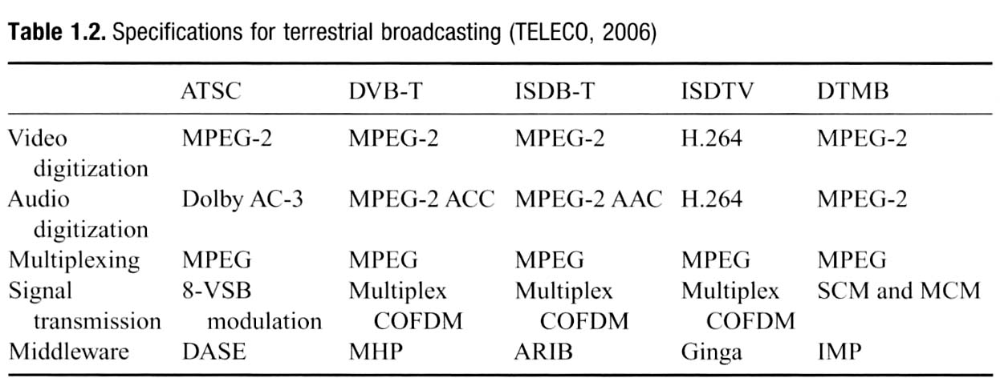 Table 1.2. Specifications for terrestrial broadcasting (TELECO, 2006)
ATSC DVB-T ISDB-T ISDTV DTMB
Video MPEG-2 MPEG-2 MPEG-2 H.264 MPEG-2
digitization
Audio Dolby AC-3 MPEG-2 ACC MPEG-2 AAC H.264 MPEG-2
digitization
Multiplexing MPEG MPEG MPEG MPEG MPEG
Signal 8-VSB Multiplex Multiplex Multiplex SCM and MCM
transmission modulation COFDM COFDM COFDM
Middleware DASE MHP ARIB Ginga IMP